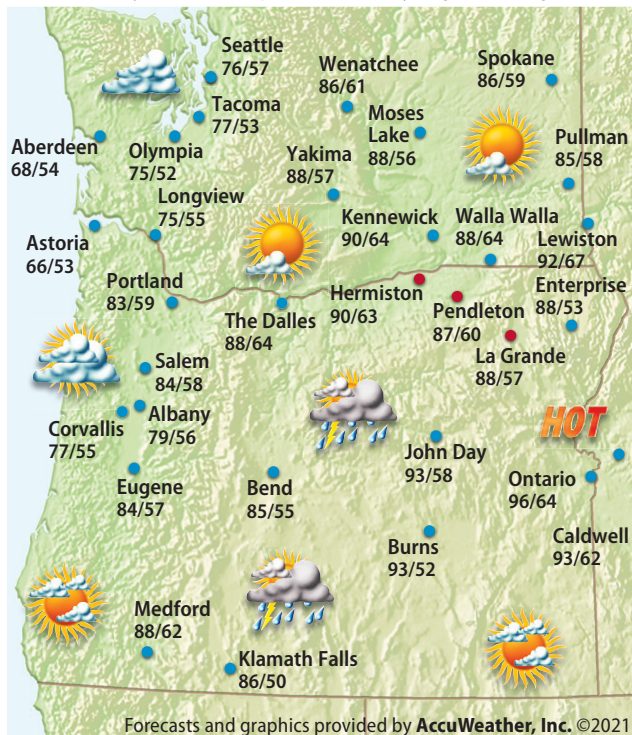 Seattle
76/57
Wenatchee
86/61
Spokane
86/59
Tacoma
77/53
Moses
Lake
88/56
Aberdeen
68/54
Olympia
75/52
Yakima
88/57
Pullman
85/58
Longview
75/55
Kennewick
90/64
Walla Walla
88/64
Lewiston
92/67
Astoria
66/53
Portland
83/59
The Dalles
88/64
Hermiston
90/63
Pendleton
87/60
Enterprise
88/53
La Grande
88/57
Salem
84/58
Albany
79/56
Corvallis
77/55
HOT
John Day
93/58
Eugene
84/57
Bend
85/55
Ontario
96/64
Burns
93/52
Caldwell
93/62
Medford
88/62
Klamath Falls
86/50
Forecasts and graphics provided by AccuWeather, Inc. ©2021